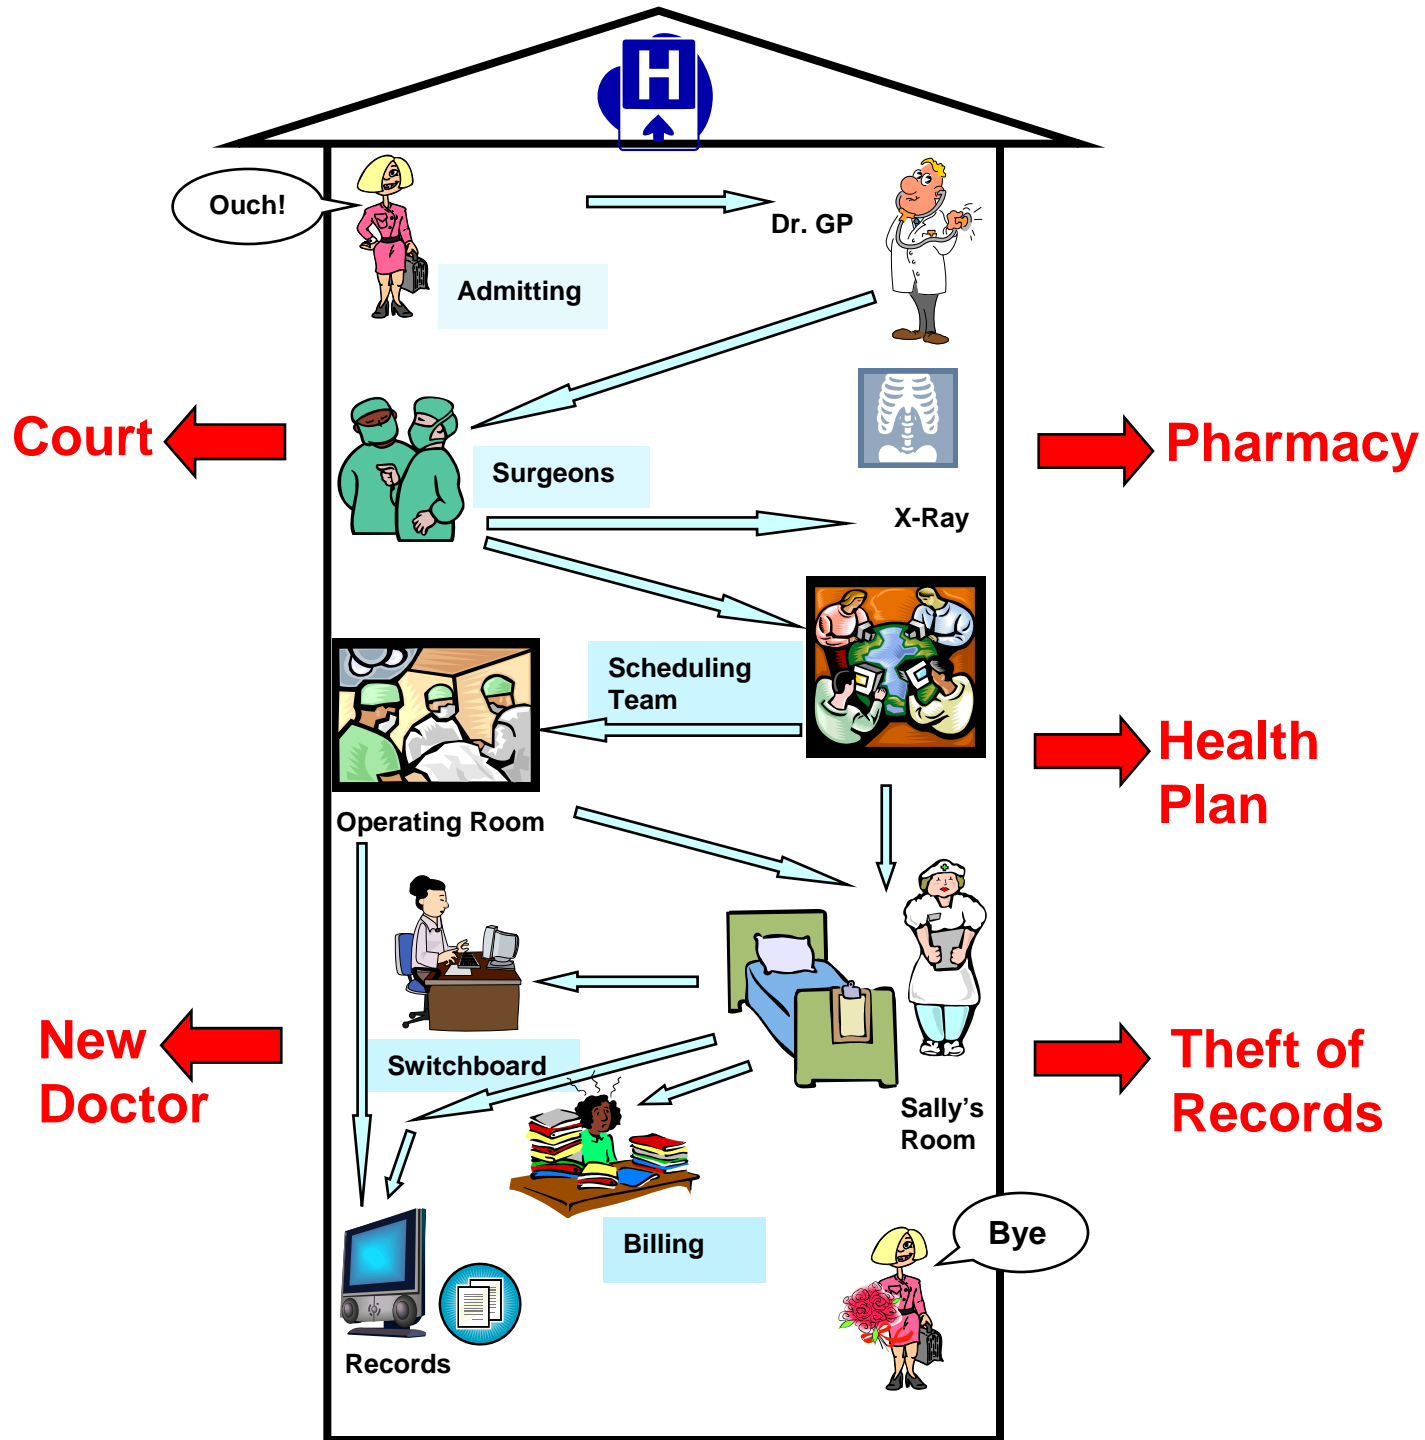 H
Ouch!
Dr. GP
Admitting
Court
Pharmacy
Surgeons
X-Ray
Scheduling
Team
Health
Plan
Operating Room
New
Doctor
Switchboard
Theft of
Records
Sally’s
Room
Billing
Bye
Records